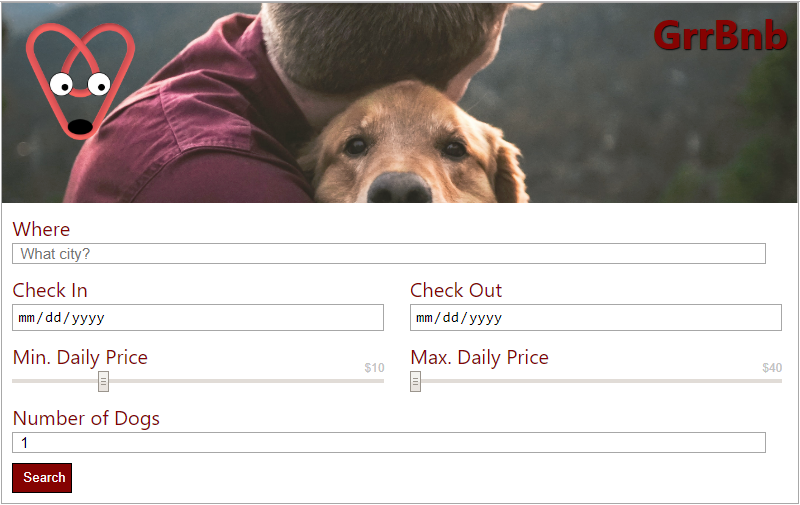 GrrBnb
Where
What city?
Check In
Check Out
mm/dd/yyyy
mm/dd/yyyy
Min. Daily Price
$10
Max. Daily Price
$40
Number of Dogs
1
Search